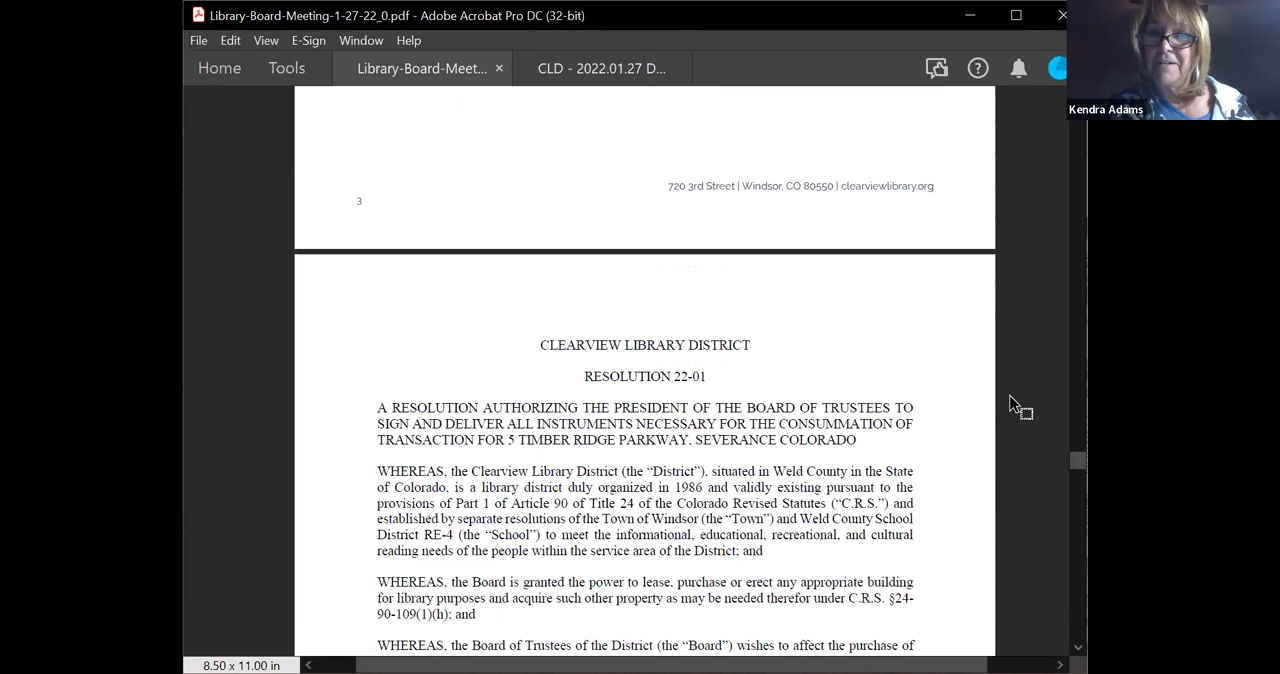 Library-Board-Meeting-1-27-22_0.pdf - Adobe Acrobat Pro DC (32-bit)
File Edit View E-Sign Window Help
Home Tools Library-Board-Meet... × CLD - 2022.01.27 D...
Kendra Adams
720 3rd Street | Windsor, CO 80550 | clearviewlibrary.org
3
CLEARVIEW LIBRARY DISTRICT
RESOLUTION 22-01
A RESOLUTION AUTHORIZING THE PRESIDENT OF THE BOARD OF TRUSTEES TO
SIGN AND DELIVER ALL INSTRUMENTS NECESSARY FOR THE CONSUMMATION OF
TRANSACTION FOR 5 TIMBER RIDGE PARKWAY, SEVERANCE COLORADO
WHEREAS, the Clearview Library District (the “District”), situated in Weld County in the State
of Colorado, is a library district duly organized in 1986 and validly existing pursuant to the
provisions of Part 1 of Article 90 of Title 24 of the Colorado Revised Statutes (“C.R.S.”) and
established by separate resolutions of the Town of Windsor (the “Town”) and Weld County School
District RE-4 (the “School”) to meet the informational, educational, recreational, and cultural
reading needs of the people within the service area of the District; and
WHEREAS, the Board is granted the power to lease, purchase or erect any appropriate building
for library purposes and acquire such other property as may be needed therefor under C.R.S. §24-
90-109(1)(h); and
WHEREAS, the Board of Trustees of the District (the “Board”) wishes to affect the purchase of
8.50 x 11.00 in